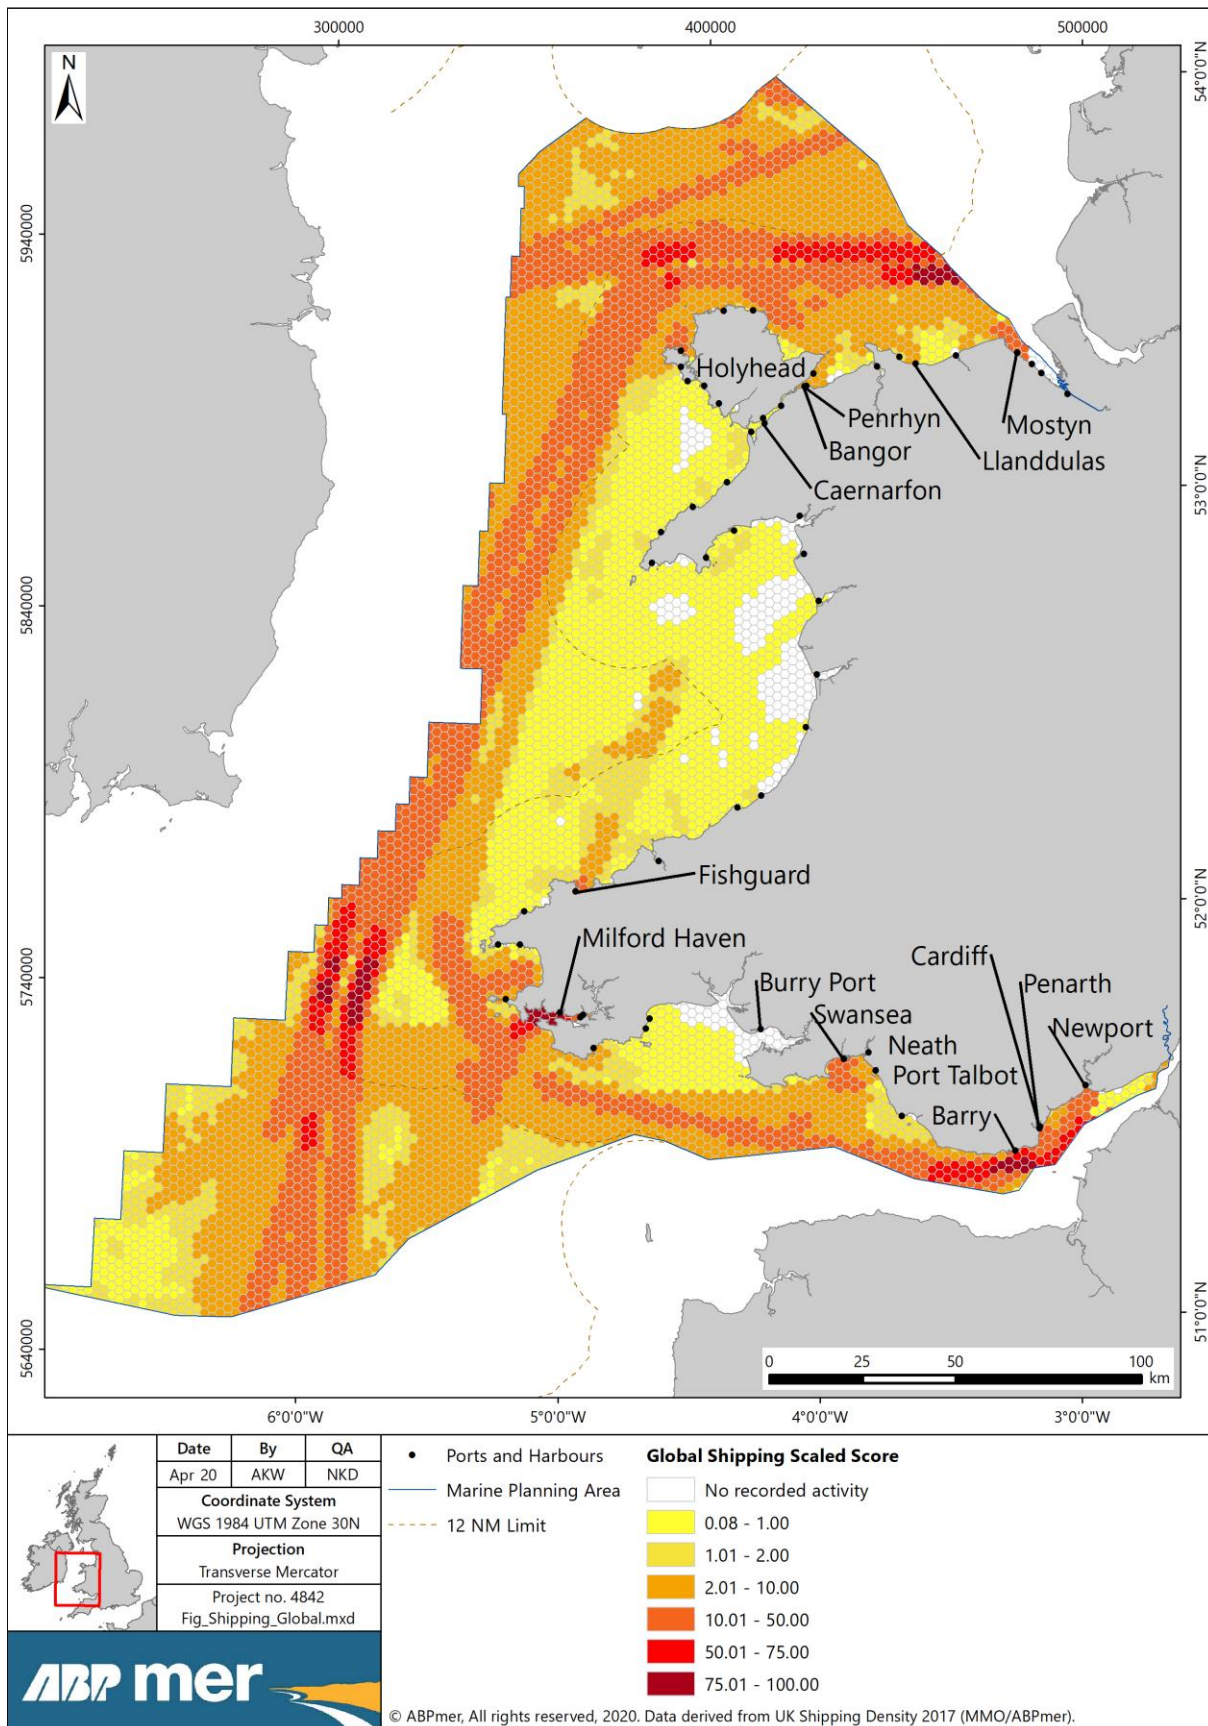 300000
400000
500000
N
54°0'0"N
5940000
Holyhead
Penrhyn
Bangor
Mostyn
Llanddulas
Caernarfon
53°0'0"N
5840000
Fishguard
52°0'0"N
Milford Haven
Cardiff
5740000
Burry Port
Penarth
Swansea
Newport
Neath
Port Talbot
Barry
51°0'0"N
5640000
0 25 50 100
km
6°0'0"W
5°0'0"W
4°0'0"W
3°0'0"W
Date By QA
Apr 20 AKW NKD
Coordinate System
WGS 1984 UTM Zone 30N
Projection
Transverse Mercator
Project no. 4842
Fig_Shipping_Global.mxd
ABP mer
Ports and Harbours
Marine Planning Area
12 NM Limit
Global Shipping Scaled Score
No recorded activity
0.08 - 1.00
1.01 - 2.00
2.01 - 10.00
10.01 - 50.00
50.01 - 75.00
75.01 - 100.00
© ABPmer, All rights reserved, 2020. Data derived from UK Shipping Density 2017 (MMO/ABPmer).